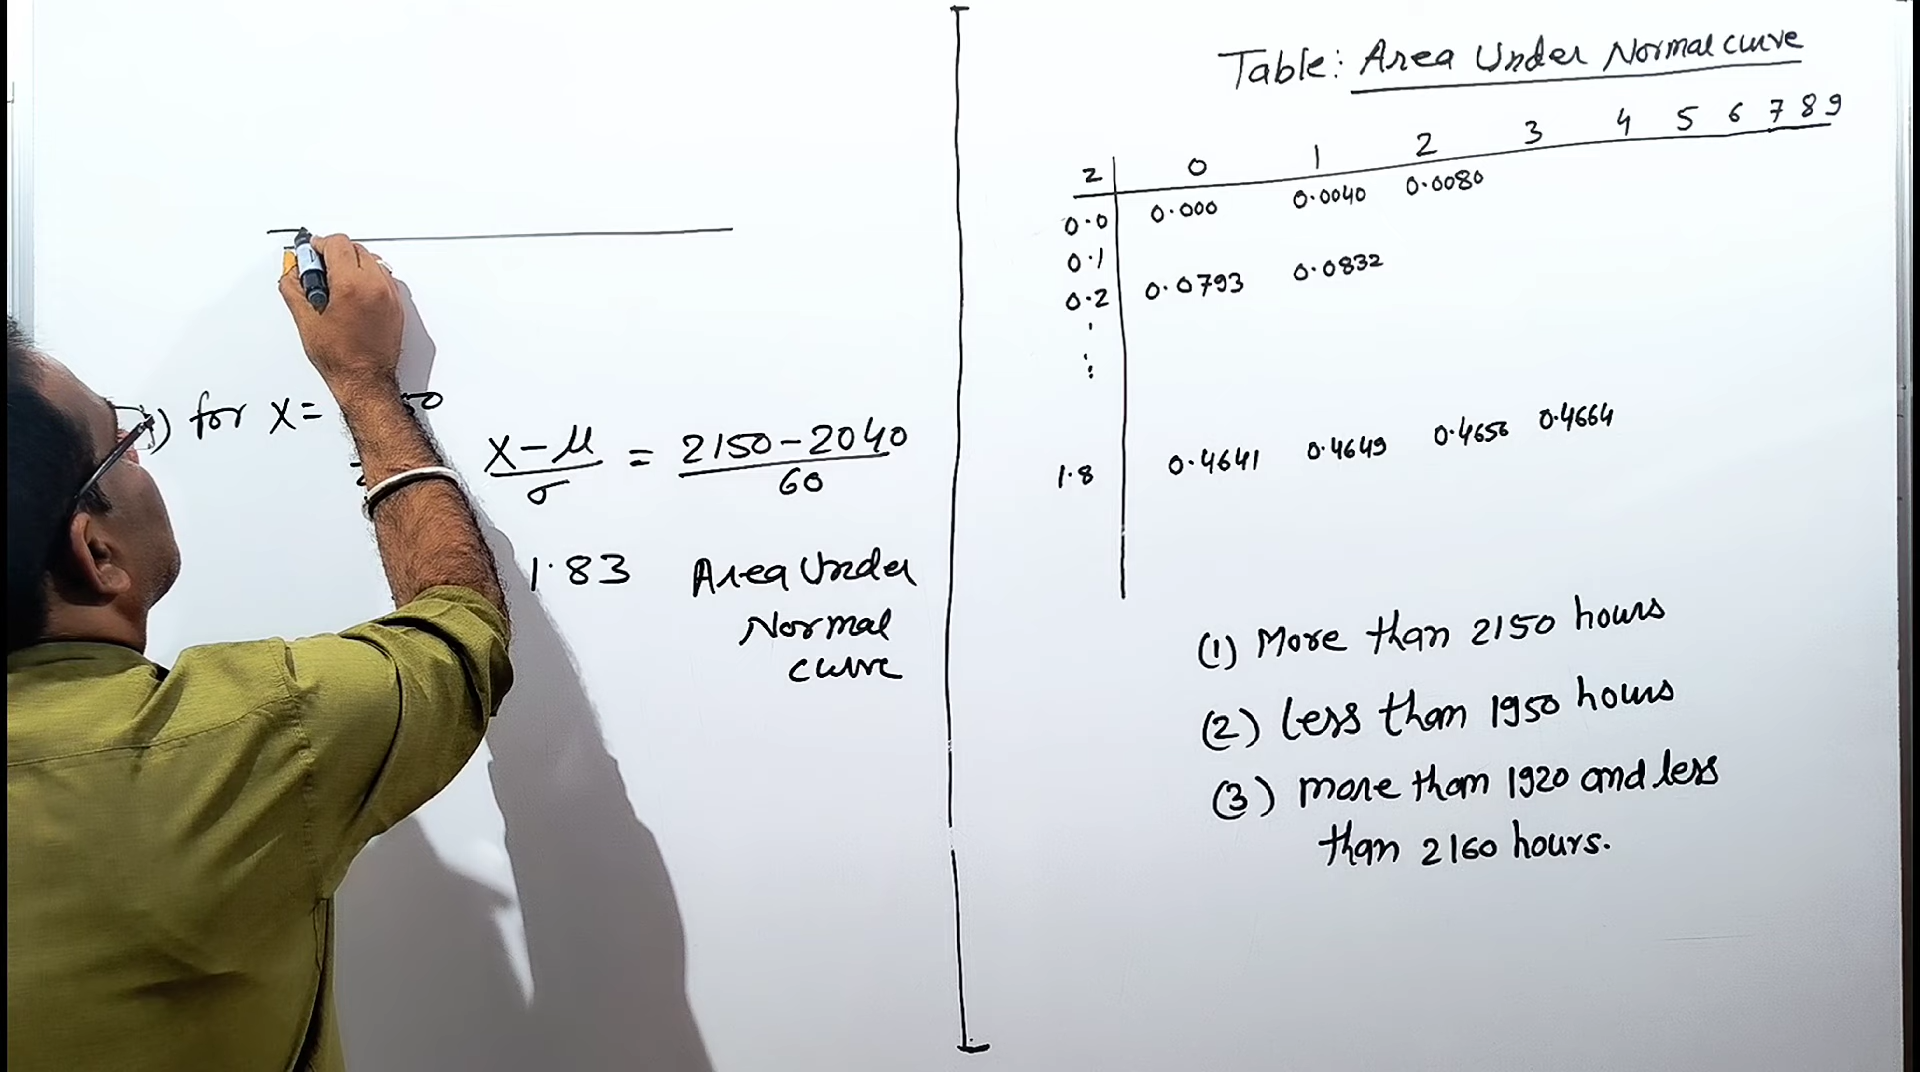 ) for X =
X - μ / σ = 2150 - 2040 / 60
1.83 Area Under
Normal
curve
Table: Area Under Normal curve
z 0 1 2 3 4 5 6 7 8 9
0.0 0.000 0.0040 0.0080
0.1
0.2 0.0793 0.0832
1.8 0.4641 0.4649 0.4656 0.4664
(1) More than 2150 hours
(2) Less than 1950 hours
(3) more than 1920 and less
than 2160 hours.